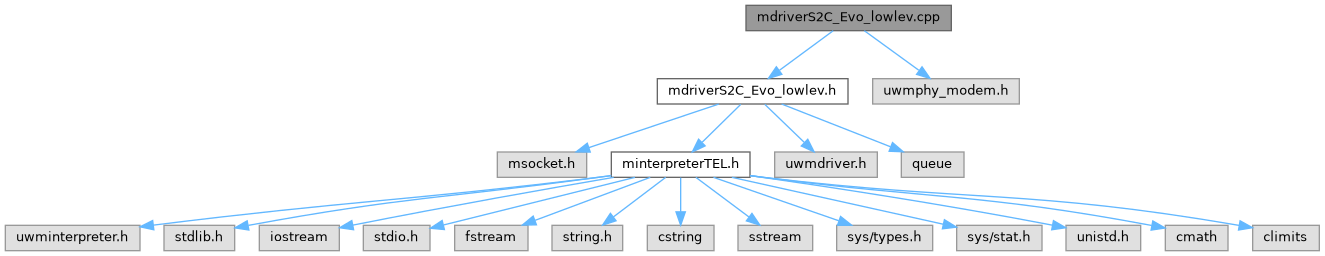 mdriverS2C_Evo_lowlev.cpp
mdriverS2C_Evo_lowlev.h
uwmphy_modem.h
msocket.h
minterpreterTEL.h
uwmdriver.h
queue
uwminterpreter.h
stdlib.h
iostream
stdio.h
fstream
string.h
cstring
sstream
sys/types.h
sys/stat.h
unistd.h
cmath
climits